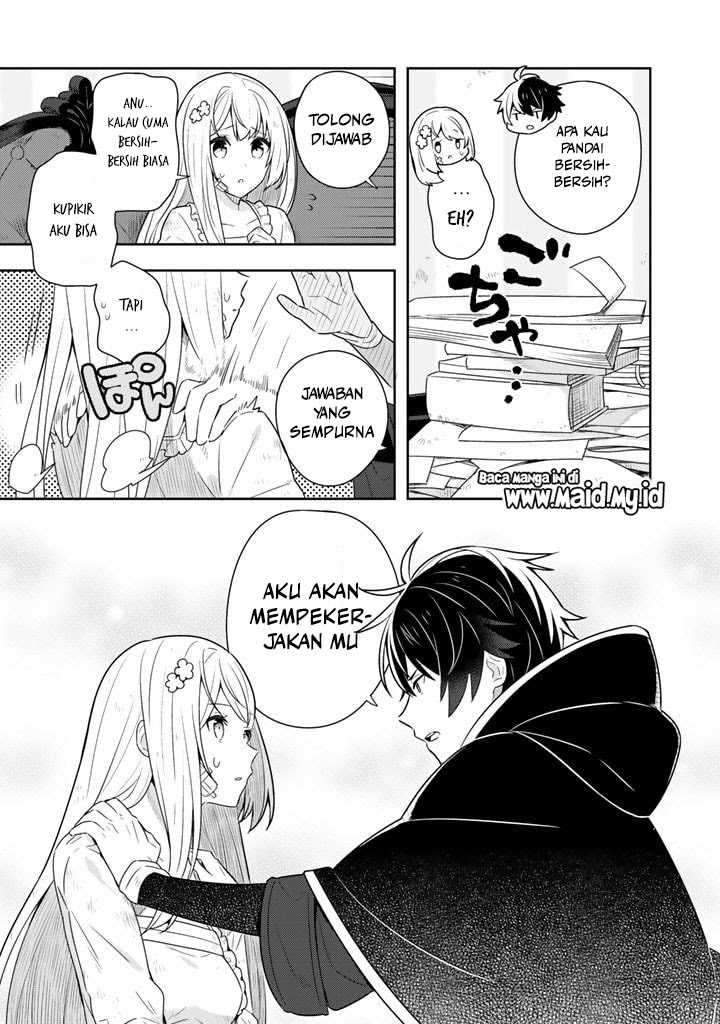 APA KAU
PANDAI
BERSIH-
BERSIH?
...
EH?
ごちゃ…
Baca Manga ini di
www.Maid.My.id
TOLONG
DIJAWAB
ANU..
KALAU CUMA
BERSIH-
BERSIH BIASA
KUPIKIR
AKU BISA
TAPI
...
JAWABAN
YANG
SEMPURNA
ぽん
AKU AKAN
MEMPEKER-
JAKAN MU